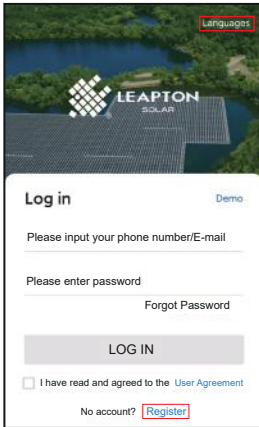 Languages
LEAPTON
SOLAR
Log in
Demo
Please input your phone number/E-mail
Please enter password
Forgot Password
LOG IN
I have read and agreed to the User Agreement
No account? Register